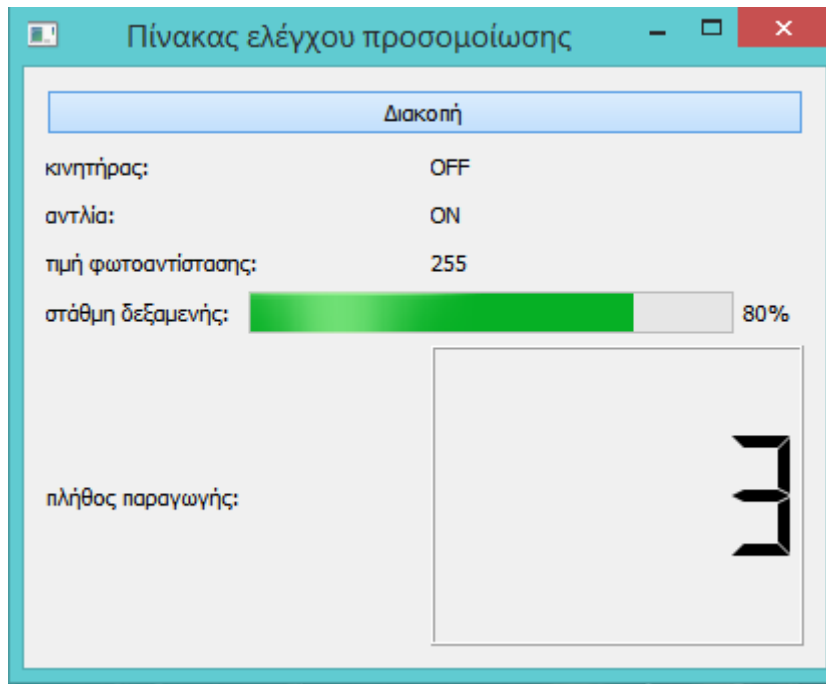 Πίνακας ελέγχου προσομοίωσης
Διακοπή
κινητήρας: OFF
αντλία: ON
τιμή φωτοαντίστασης: 255
στάθμη δεξαμενής: 80%
πλήθος παραγωγής: 3